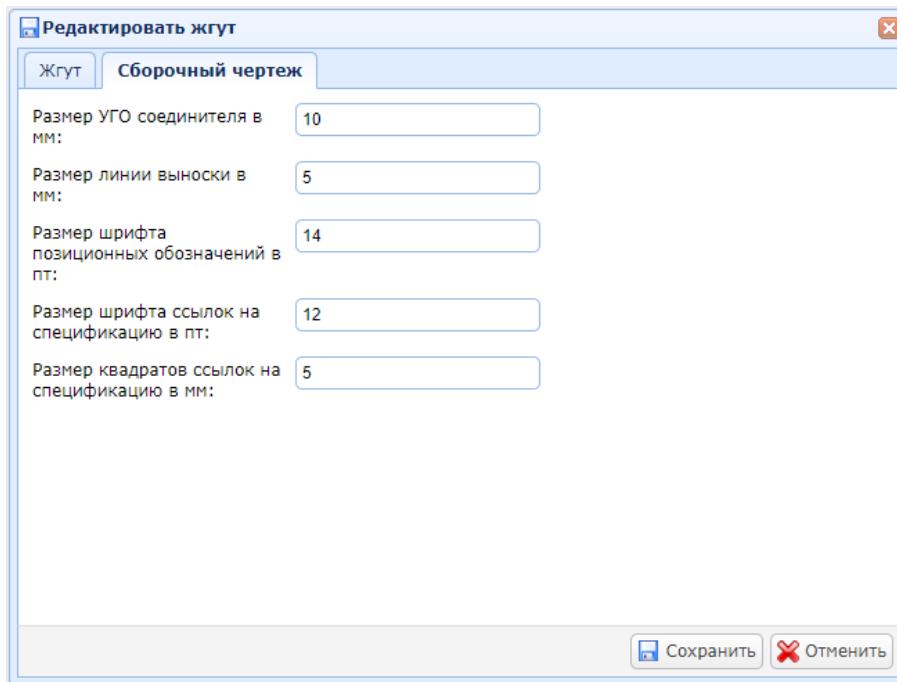 Редактировать жгут
Жгут
Сборочный чертеж
Размер УГО соединителя в
мм:
10
Размер линии выноски в
мм:
5
Размер шрифта
позиционных обозначений в
пт:
14
Размер шрифта ссылок на
спецификацию в пт:
12
Размер квадратов ссылок на
спецификацию в мм:
5
Сохранить
Отменить